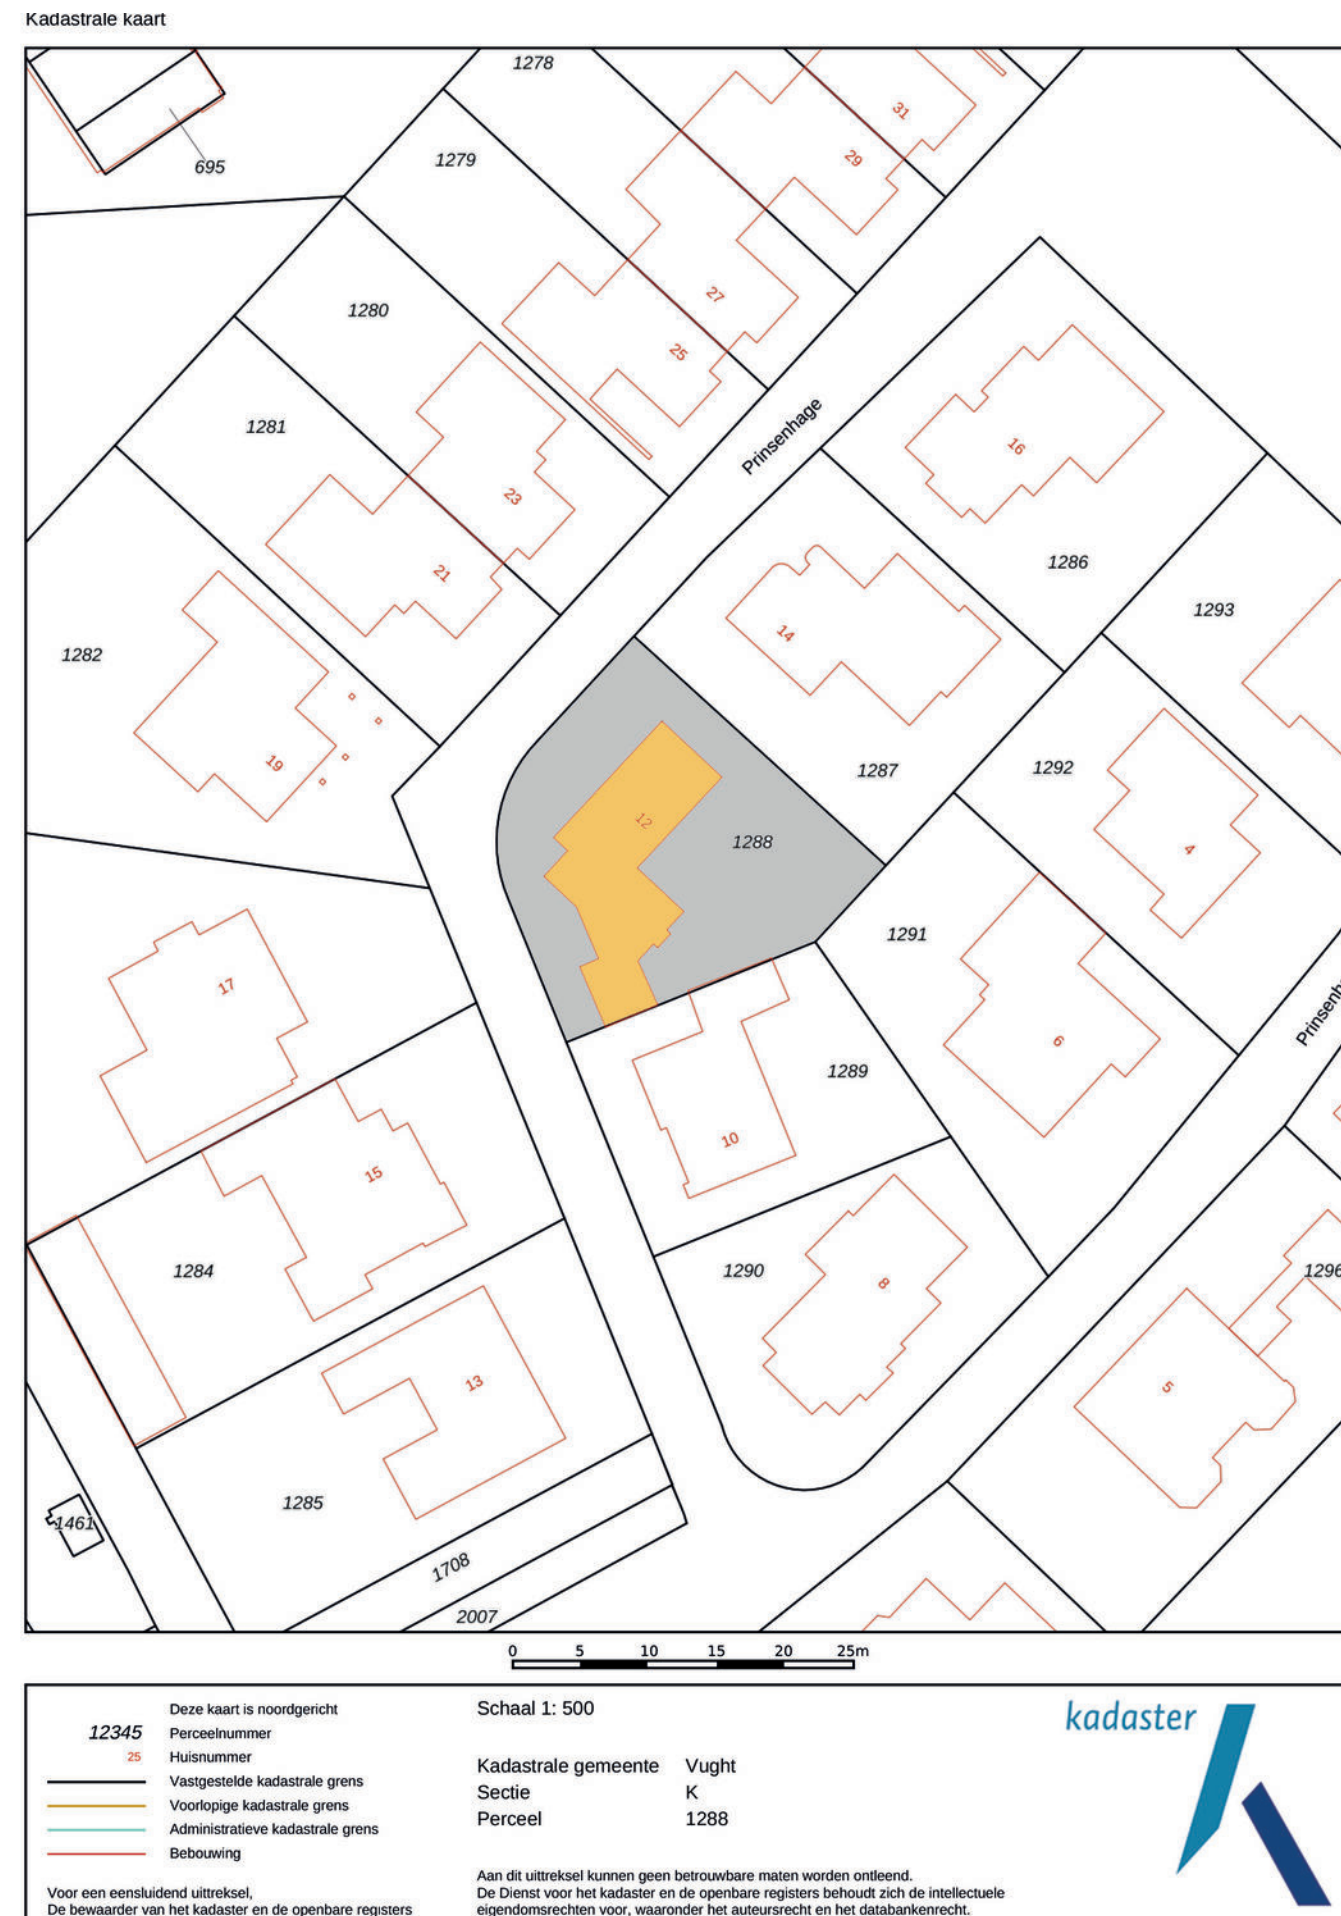 Kadastrale kaart
1278
31
1279
29
695
27
1280
25
Prinsenhage
1281
16
23
1286
21
1293
14
1282
19
1287
1292
12
1288
4
1291
17
6
1289
10
15
1284
1290
8
1296
13
5
1285
1461
1708
2007
0 5 10 15 20 25m
Deze kaart is noordgericht
12345 Perceelnummer
25 Huisnummer
Vastgestelde kadastrale grens
Voorlopige kadastrale grens
Administratieve kadastrale grens
Bebouwing
Voor een eensluidend uittreksel,
De bewaarder van het kadaster en de openbare registers
Schaal 1: 500
Kadastrale gemeente Vught
Sectie K
Perceel 1288
Aan dit uittreksel kunnen geen betrouwbare maten worden ontleend.
De Dienst voor het kadaster en de openbare registers behoudt zich de intellectuele
eigendomsrechten voor, waaronder het auteursrecht en het databankenrecht.
kadaster